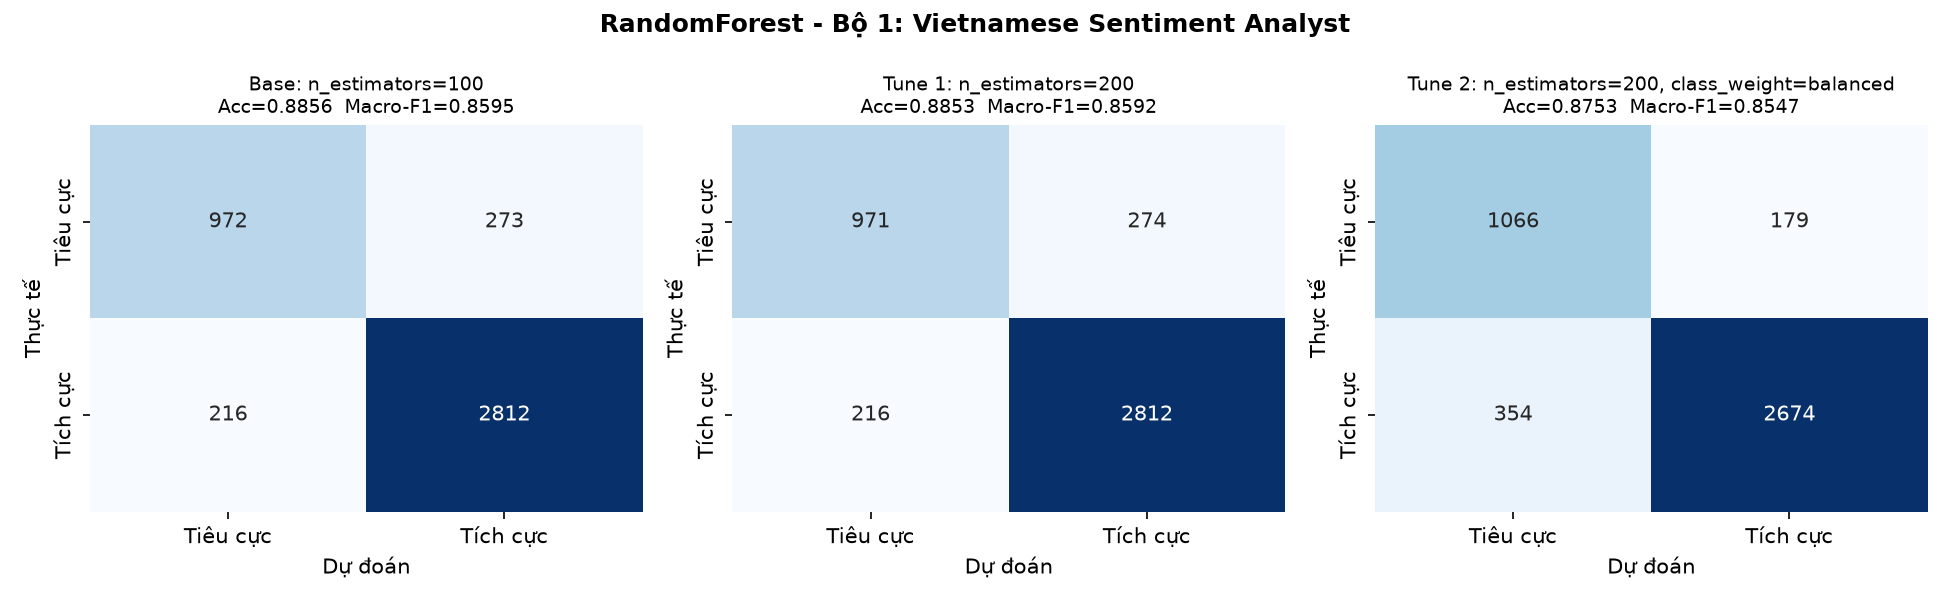 RandomForest - Bộ 1: Vietnamese Sentiment Analyst
Base: n_estimators=100
Acc=0.8856  Macro-F1=0.8595
Thực tế
Tiêu cực
972
273
Tích cực
216
2812
Tiêu cực
Tích cực
Dự đoán
Tune 1: n_estimators=200
Acc=0.8853  Macro-F1=0.8592
Thực tế
Tiêu cực
971
274
Tích cực
216
2812
Tiêu cực
Tích cực
Dự đoán
Tune 2: n_estimators=200, class_weight=balanced
Acc=0.8753  Macro-F1=0.8547
Thực tế
Tiêu cực
1066
179
Tích cực
354
2674
Tiêu cực
Tích cực
Dự đoán